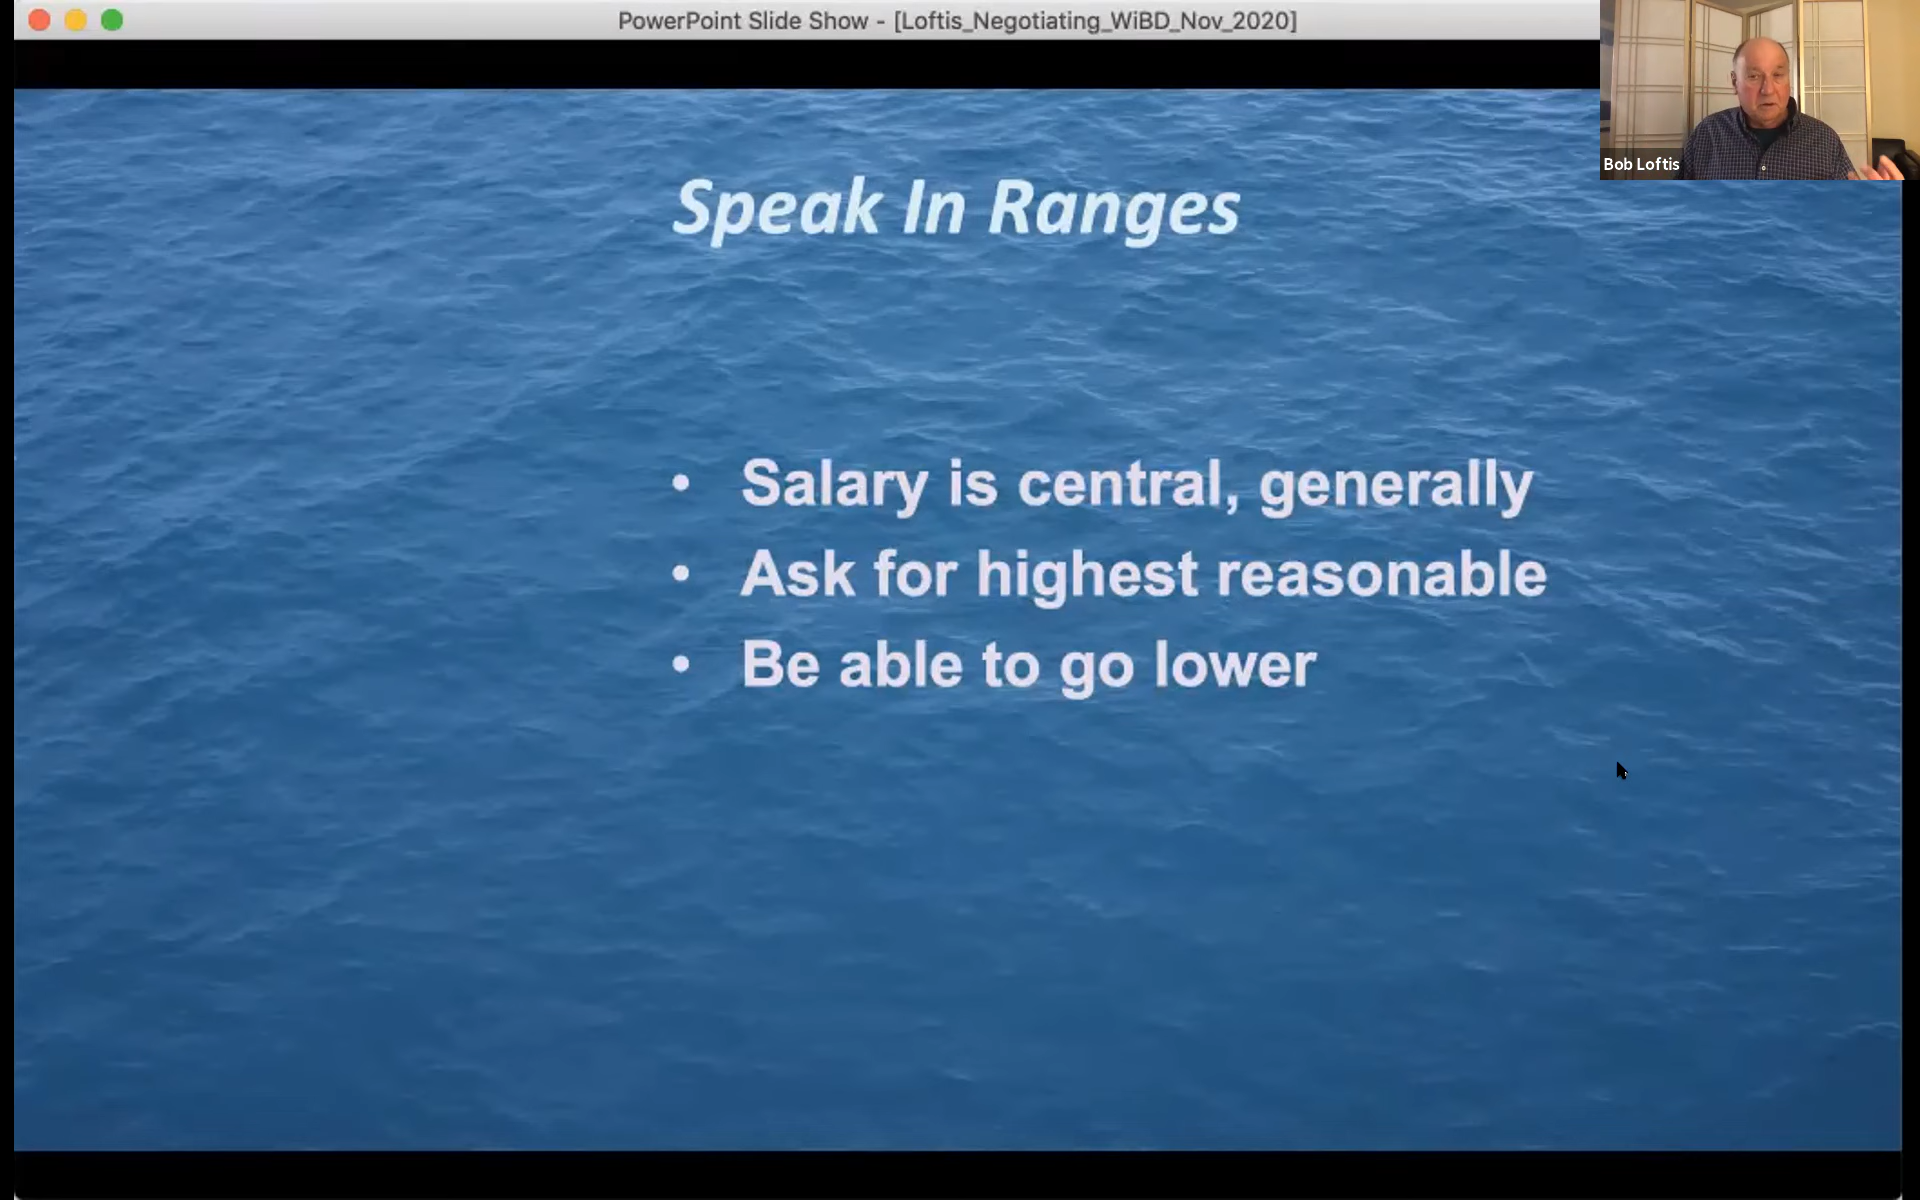 PowerPoint Slide Show - [Loftis_Negotiating_WiBD_Nov_2020]
Bob Loftis
Speak In Ranges
• Salary is central, generally
• Ask for highest reasonable
• Be able to go lower